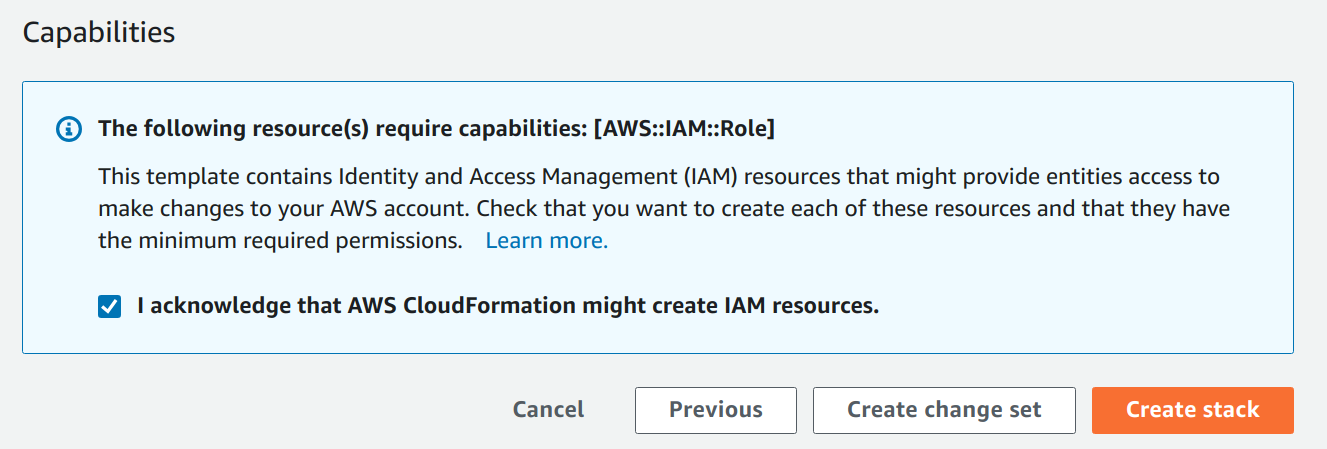 Capabilities
The following resource(s) require capabilities: [AWS::IAM::Role]
This template contains Identity and Access Management (IAM) resources that might provide entities access to
make changes to your AWS account. Check that you want to create each of these resources and that they have
the minimum required permissions. Learn more.
I acknowledge that AWS CloudFormation might create IAM resources.
Cancel Previous Create change set Create stack